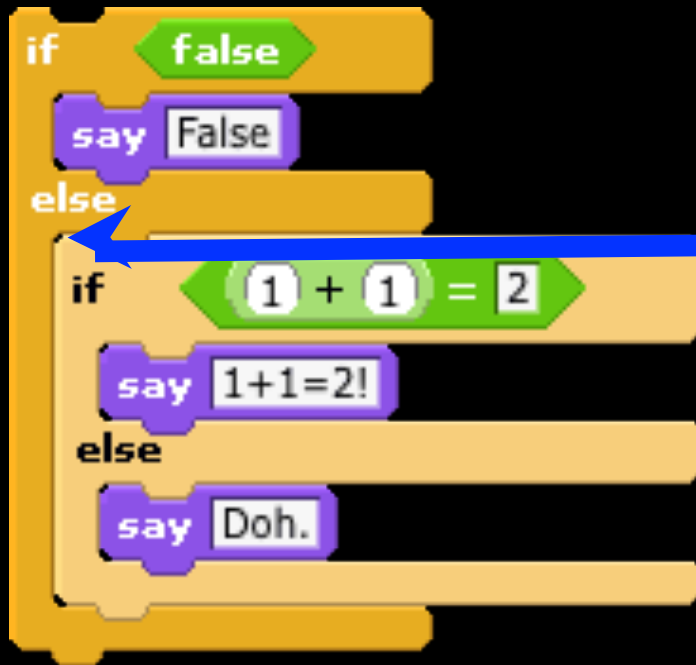 if false
say False
else
if 1 + 1 = 2
say 1+1=2!
else
say Doh.